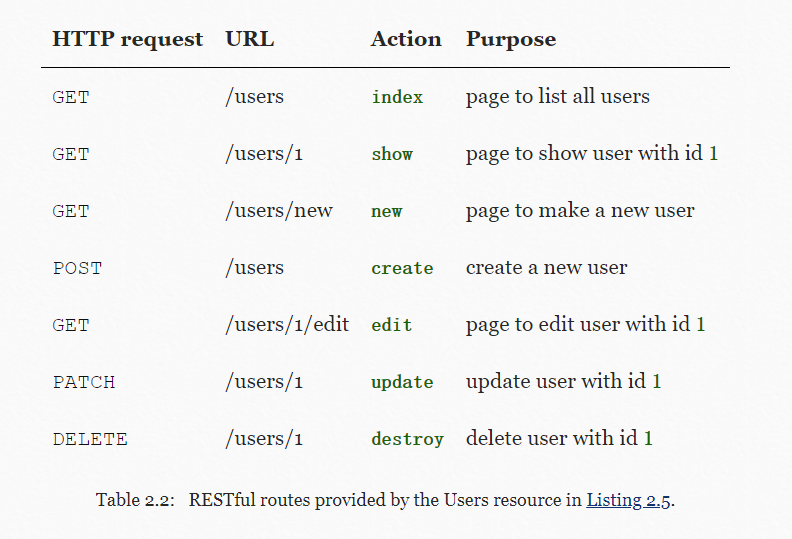 HTTP request URL Action Purpose
GET /users index page to list all users
GET /users/1 show page to show user with id 1
GET /users/new new page to make a new user
POST /users create create a new user
GET /users/1/edit edit page to edit user with id 1
PATCH /users/1 update update user with id 1
DELETE /users/1 destroy delete user with id 1
Table 2.2: RESTful routes provided by the Users resource in Listing 2.5.